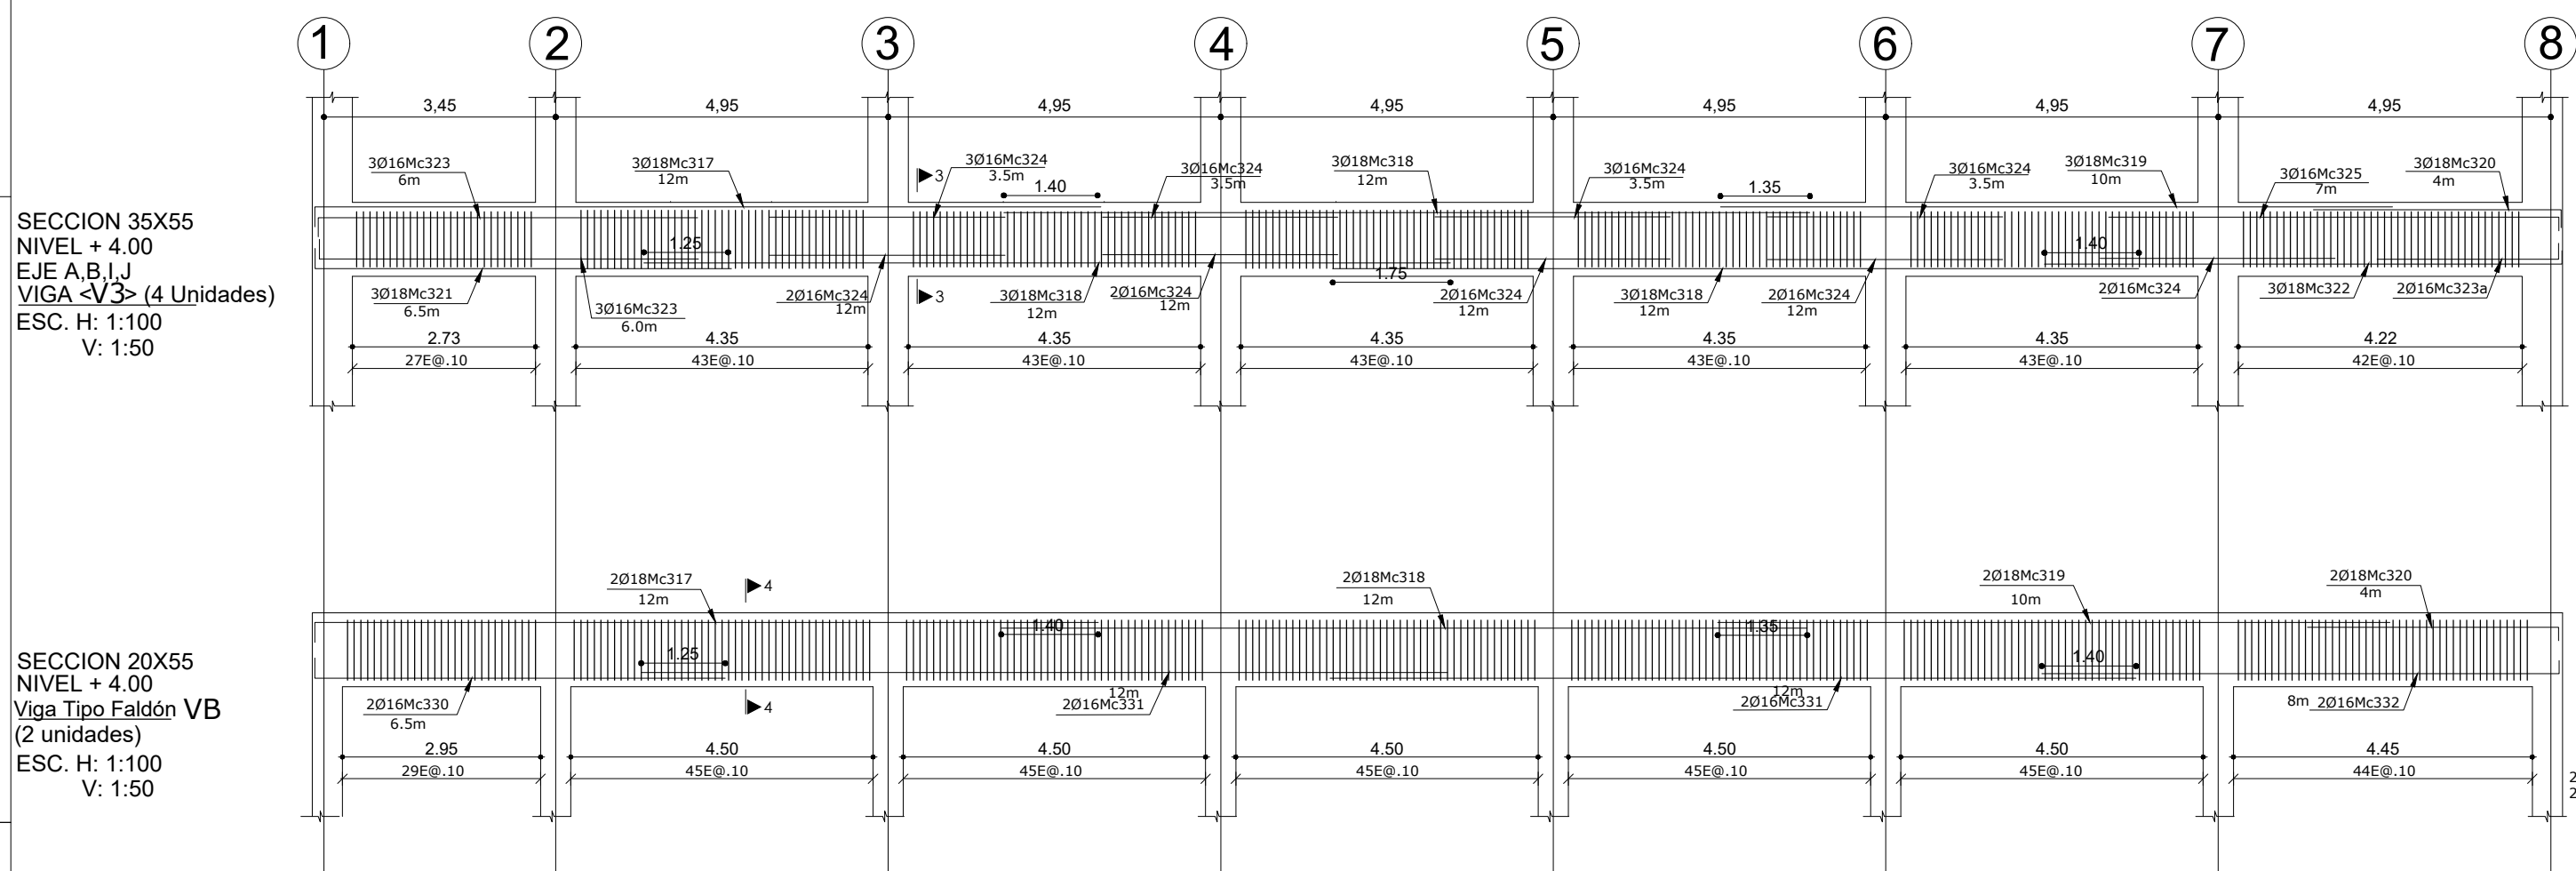 1 2 3 4 5 6 7 8
3,45 4,95 4,95 4,95 4,95 4,95 4,95
3Ø16Mc323
6m
3Ø18Mc317
12m
3
3Ø16Mc324
3.5m
1.40
3Ø16Mc324
3.5m
3Ø18Mc318
12m
3Ø16Mc324
3.5m
1.35
3Ø16Mc324
3.5m
3Ø18Mc319
10m
3Ø16Mc325
7m
3Ø18Mc320
4m
SECCION 35X55
NIVEL + 4.00
EJE A,B,I,J
VIGA <V3> (4 Unidades)
ESC. H: 1:100
V: 1:50
1.25
1.75
1.40
3Ø18Mc321
6.5m
3Ø16Mc323
6.0m
2Ø16Mc324
12m
3
3Ø18Mc318
12m
2Ø16Mc324
12m
2Ø16Mc324
12m
3Ø18Mc318
12m
2Ø16Mc324
12m
2Ø16Mc324
3Ø18Mc322
2Ø16Mc323a
2.73 4.35 4.35 4.35 4.35 4.35 4.22
27E@.10 43E@.10 43E@.10 43E@.10 43E@.10 43E@.10 42E@.10
2Ø18Mc317
12m
4
2Ø18Mc318
12m
2Ø18Mc319
10m
2Ø18Mc320
4m
SECCION 20X55
NIVEL + 4.00
Viga Tipo Faldón VB
(2 unidades)
ESC. H: 1:100
V: 1:50
1.25
1.40
1.35
1.40
2Ø16Mc330
6.5m
4
12m
2Ø16Mc331
12m
2Ø16Mc331
8m 2Ø16Mc332
2.95 4.50 4.50 4.50 4.50 4.50 4.45
29E@.10 45E@.10 45E@.10 45E@.10 45E@.10 45E@.10 44E@.10